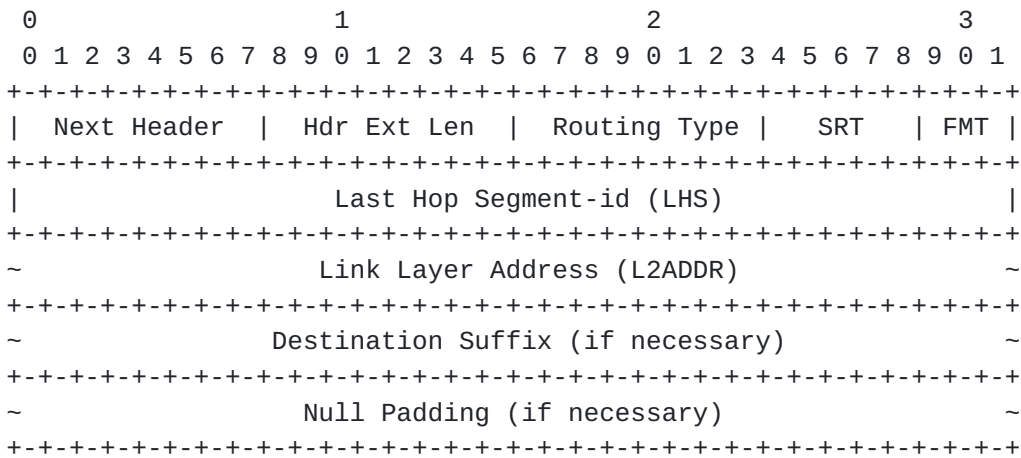 0                   1                   2                   3
 0 1 2 3 4 5 6 7 8 9 0 1 2 3 4 5 6 7 8 9 0 1 2 3 4 5 6 7 8 9 0 1
+-+-+-+-+-+-+-+-+-+-+-+-+-+-+-+-+-+-+-+-+-+-+-+-+-+-+-+-+-+-+-+-+
|  Next Header  |  Hdr Ext Len  |  Routing Type |   SRT   | FMT |
+-+-+-+-+-+-+-+-+-+-+-+-+-+-+-+-+-+-+-+-+-+-+-+-+-+-+-+-+-+-+-+-+
|                    Last Hop Segment-id (LHS)                  |
+-+-+-+-+-+-+-+-+-+-+-+-+-+-+-+-+-+-+-+-+-+-+-+-+-+-+-+-+-+-+-+-+
~                   Link Layer Address (L2ADDR)                 ~
+-+-+-+-+-+-+-+-+-+-+-+-+-+-+-+-+-+-+-+-+-+-+-+-+-+-+-+-+-+-+-+-+
~                Destination Suffix (if necessary)              ~
+-+-+-+-+-+-+-+-+-+-+-+-+-+-+-+-+-+-+-+-+-+-+-+-+-+-+-+-+-+-+-+-+
~                  Null Padding (if necessary)                  ~
+-+-+-+-+-+-+-+-+-+-+-+-+-+-+-+-+-+-+-+-+-+-+-+-+-+-+-+-+-+-+-+-+